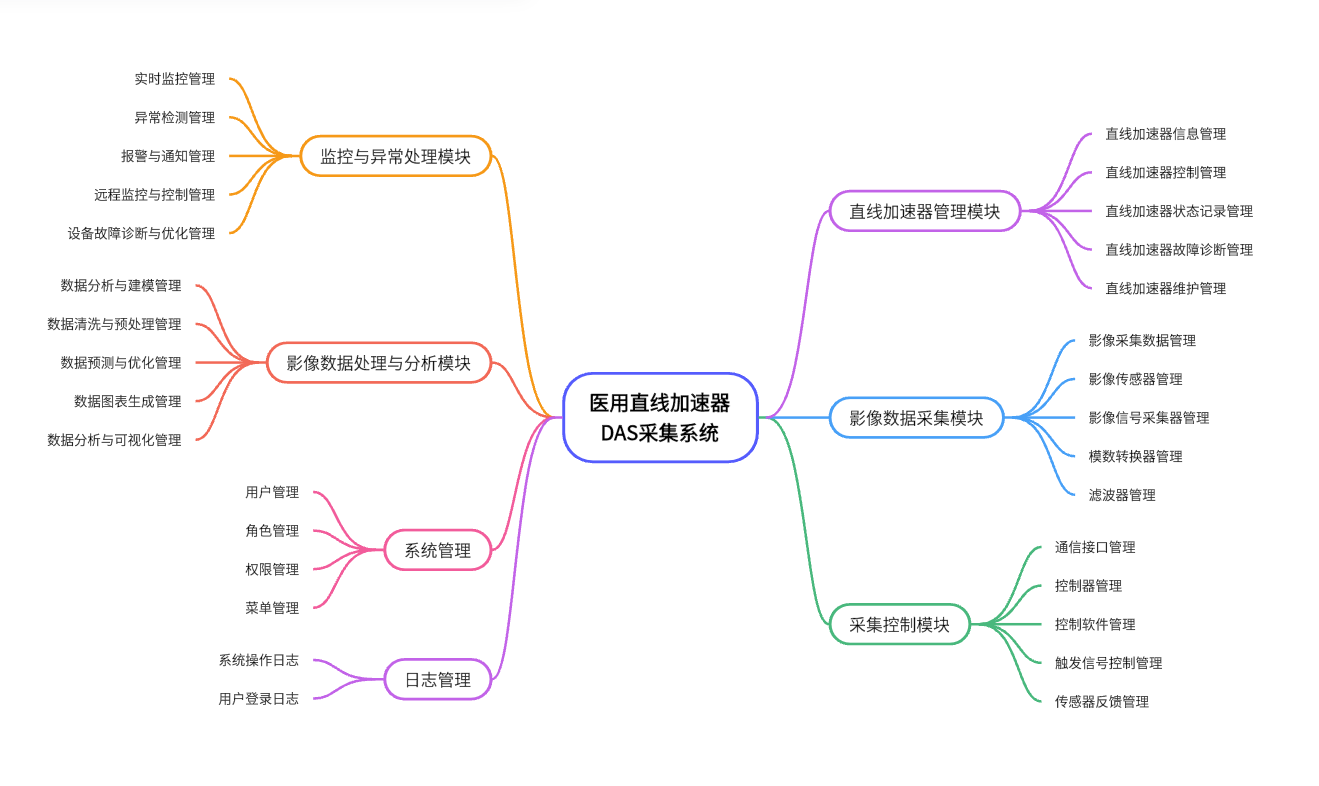 医用直线加速器
DAS采集系统
直线加速器管理模块
直线加速器信息管理
直线加速器控制管理
直线加速器状态记录管理
直线加速器故障诊断管理
直线加速器维护管理
影像数据采集模块
影像采集数据管理
影像传感器管理
影像信号采集器管理
模数转换器管理
滤波器管理
采集控制模块
通信接口管理
控制器管理
控制软件管理
触发信号控制管理
传感器反馈管理
监控与异常处理模块
实时监控管理
异常检测管理
报警与通知管理
远程监控与控制管理
设备故障诊断与优化管理
影像数据处理与分析模块
数据分析与建模管理
数据清洗与预处理管理
数据预测与优化管理
数据图表生成管理
数据分析与可视化管理
系统管理
用户管理
角色管理
权限管理
菜单管理
日志管理
系统操作日志
用户登录日志